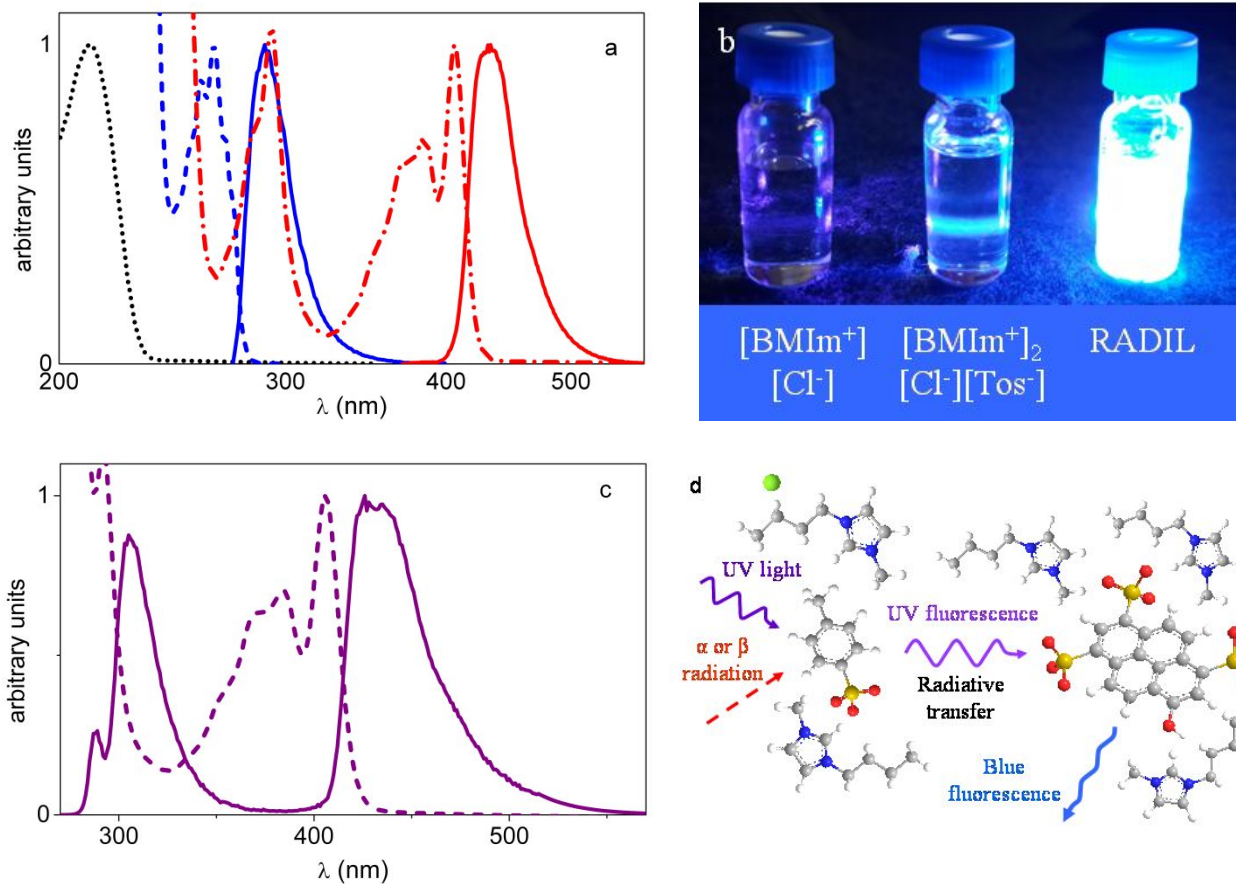 arbitrary units
1
0
a
200
300
400
500
λ (nm)
b
[BMIm⁺]
[Cl⁻]
[BMIm⁺]₂
[Cl⁻][Tos⁻]
RADIL
arbitrary units
1
0
c
300
400
500
λ (nm)
d
UV light
α or β
radiation
UV fluorescence
Radiative
transfer
Blue
fluorescence